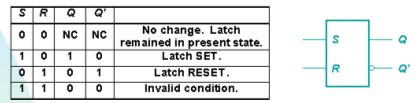 S R Q Q'
0 0 NC NC No change. Latch remained in present state.
1 0 1 0 Latch SET.
0 1 0 1 Latch RESET.
1 1 0 0 Invalid condition.
S Q
R Q'